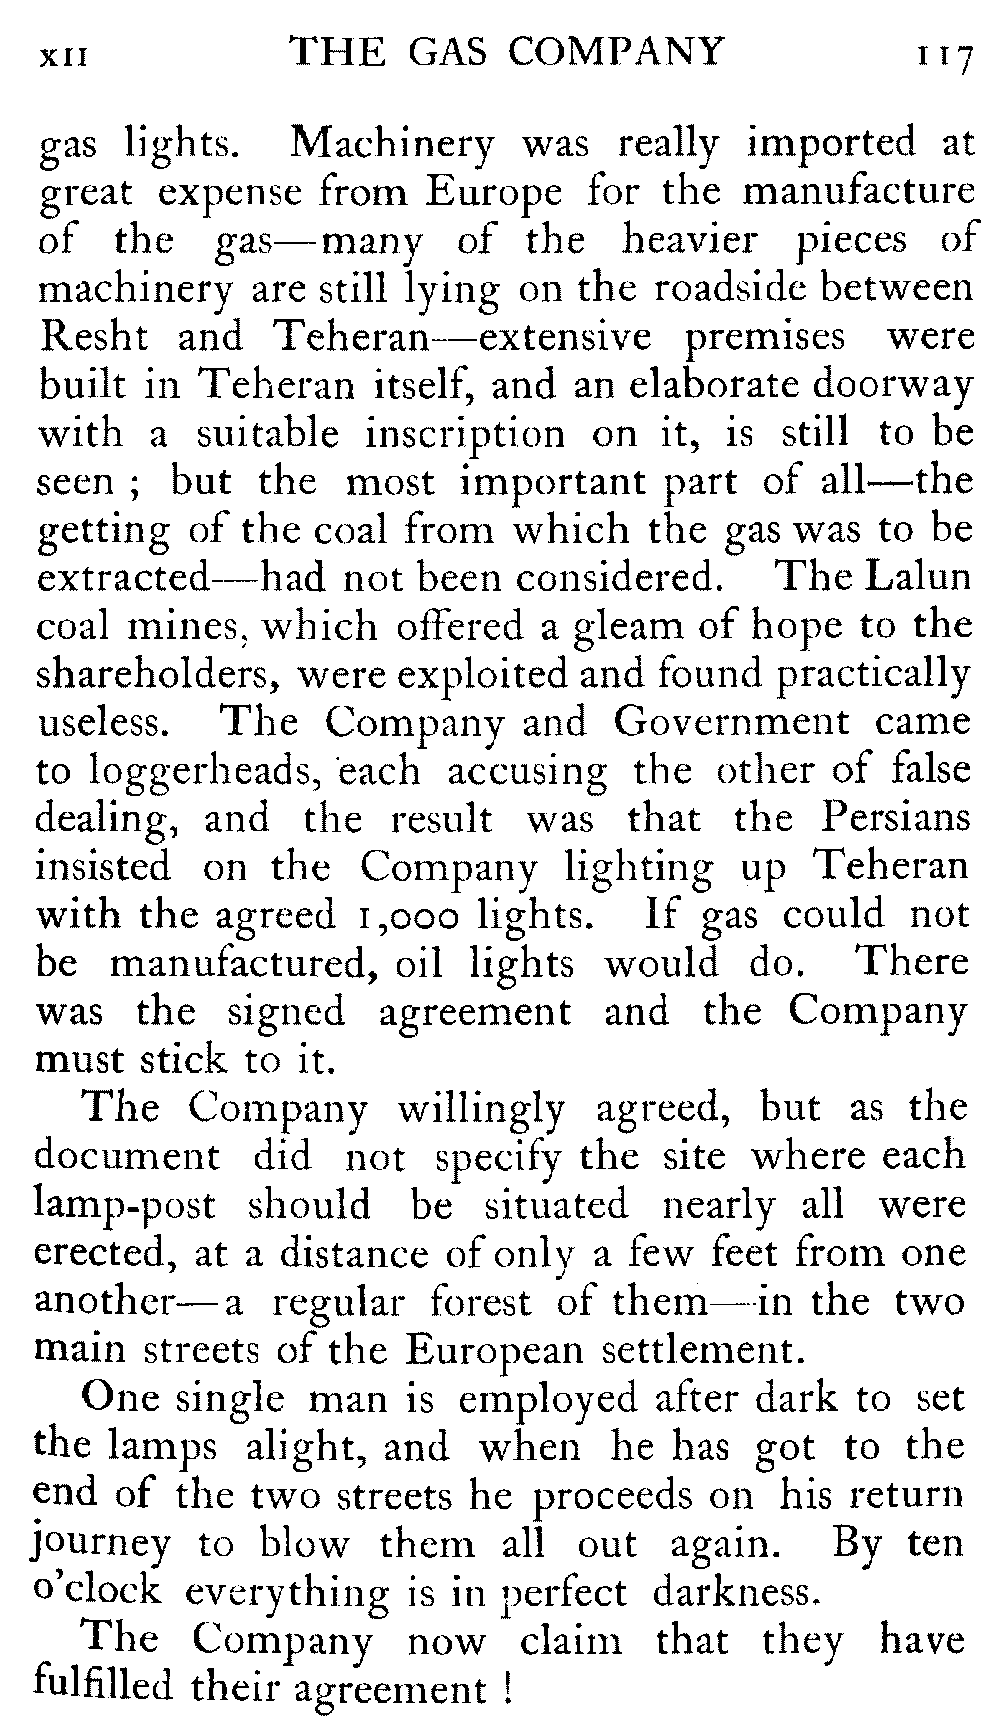 XII THE GAS COMPANY 117
gas lights. Machinery was really imported at
great expense from Europe for the manufacture
of the gas—many of the heavier pieces of
machinery are still lying on the roadside between
Resht and Teheran—extensive premises were
built in Teheran itself, and an elaborate doorway
with a suitable inscription on it, is still to be
seen ; but the most important part of all—the
getting of the coal from which the gas was to be
extracted—had not been considered. The Lalun
coal mines, which offered a gleam of hope to the
shareholders, were exploited and found practically
useless. The Company and Government came
to loggerheads, each accusing the other of false
dealing, and the result was that the Persians
insisted on the Company lighting up Teheran
with the agreed 1,000 lights. If gas could not
be manufactured, oil lights would do. There
was the signed agreement and the Company
must stick to it.
The Company willingly agreed, but as the
document did not specify the site where each
lamp-post should be situated nearly all were
erected, at a distance of only a few feet from one
another—a regular forest of them—in the two
main streets of the European settlement.
One single man is employed after dark to set
the lamps alight, and when he has got to the
end of the two streets he proceeds on his return
journey to blow them all out again. By ten
o'clock everything is in perfect darkness.
The Company now claim that they have
fulfilled their agreement !